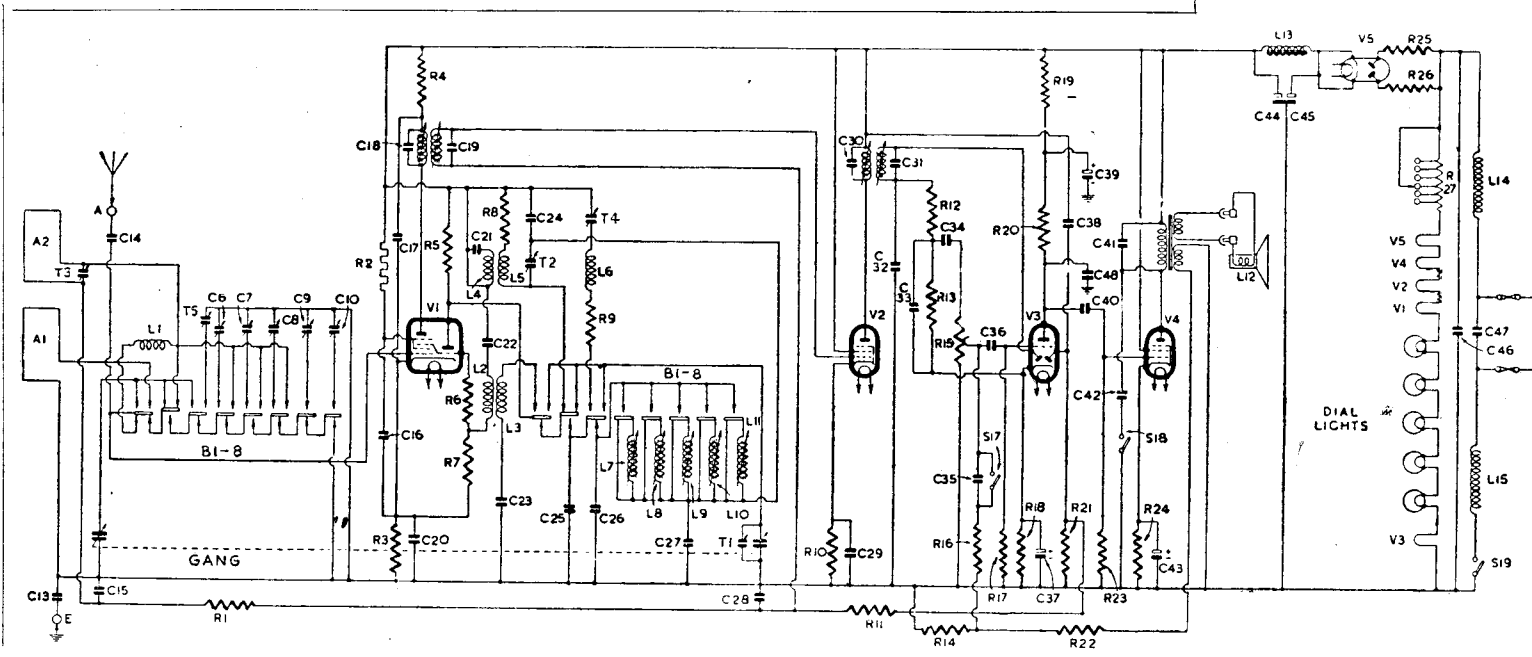 L13
V5
R25
R26
C44
C45
R4
R19
C18
C19
C30
C31
C39
R27
L14
A
C14
A2
T3
R2
C17
R5
C21
R8
C24
T4
T2
L4
L5
L6
R9
C32
R12
C34
R20
C38
C48
C41
L12
V5
V4
V2
V1
C6
C7
C8
C9
C10
T5
L1
A1
V1
C22
L2
L3
R6
R7
V2
C33
R13
R15
C36
V3
C40
V4
C42
S18
C47
C46
DIAL
LIGHTS
B1-8
B1-8
C16
L7
L8
L9
L10
L11
C35
S17
R3
C20
C23
C25
C26
C27
T1
R10
C29
R16
R17
R18
C37
R21
R23
R24
C43
V3
L15
S19
GANG
C13
E
C15
R1
C28
R11
R14
R22